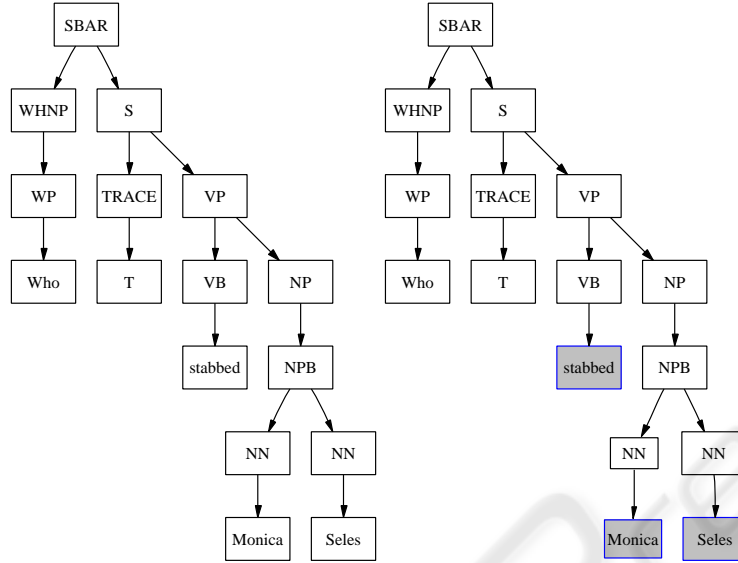 SBAR SBAR
WHNP S WHNP S
WP TRACE VP WP TRACE VP
Who T VB NP Who T VB NP
stabbed NPB stabbed NPB
NN NN NN NN
Monica Seles Monica Seles